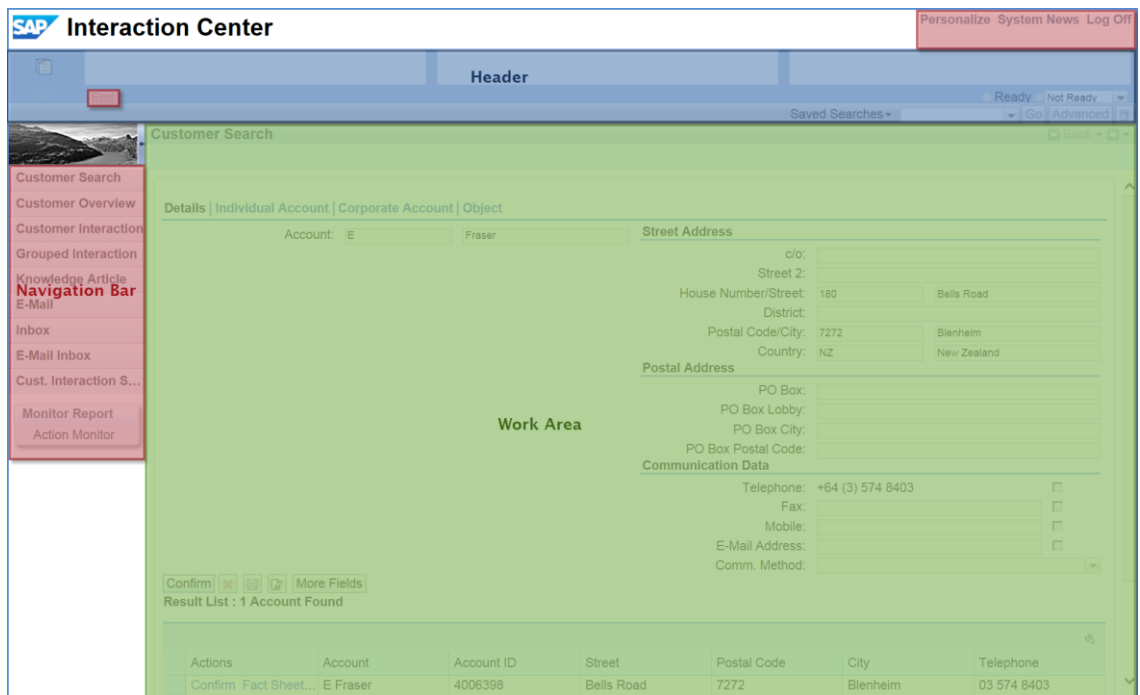 SAP Interaction Center
Personalize System News Log Off
Header
End
Ready Not Ready
Saved Searches Go Advanced
Customer Search Back
Customer Search
Customer Overview
Customer Interaction
Grouped Interaction
Knowledge Article
Navigation Bar
E-Mail
Inbox
E-Mail Inbox
Cust. Interaction S...
Monitor Report
Action Monitor
Details | Individual Account | Corporate Account | Object
Account: E Fraser
Street Address
c/o:
Street 2:
House Number/Street: 180 Bells Road
District:
Postal Code/City: 7272 Blenheim
Country: NZ New Zealand
Postal Address
PO Box:
PO Box Lobby:
Work Area
PO Box City:
PO Box Postal Code:
Communication Data
Telephone: +64 (3) 574 8403
Fax:
Mobile:
E-Mail Address:
Comm. Method:
Confirm More Fields
Result List : 1 Account Found
Actions Account Account ID Street Postal Code City Telephone
Confirm Fact Sheet... E Fraser 4006398 Bells Road 7272 Blenheim 03 574 8403